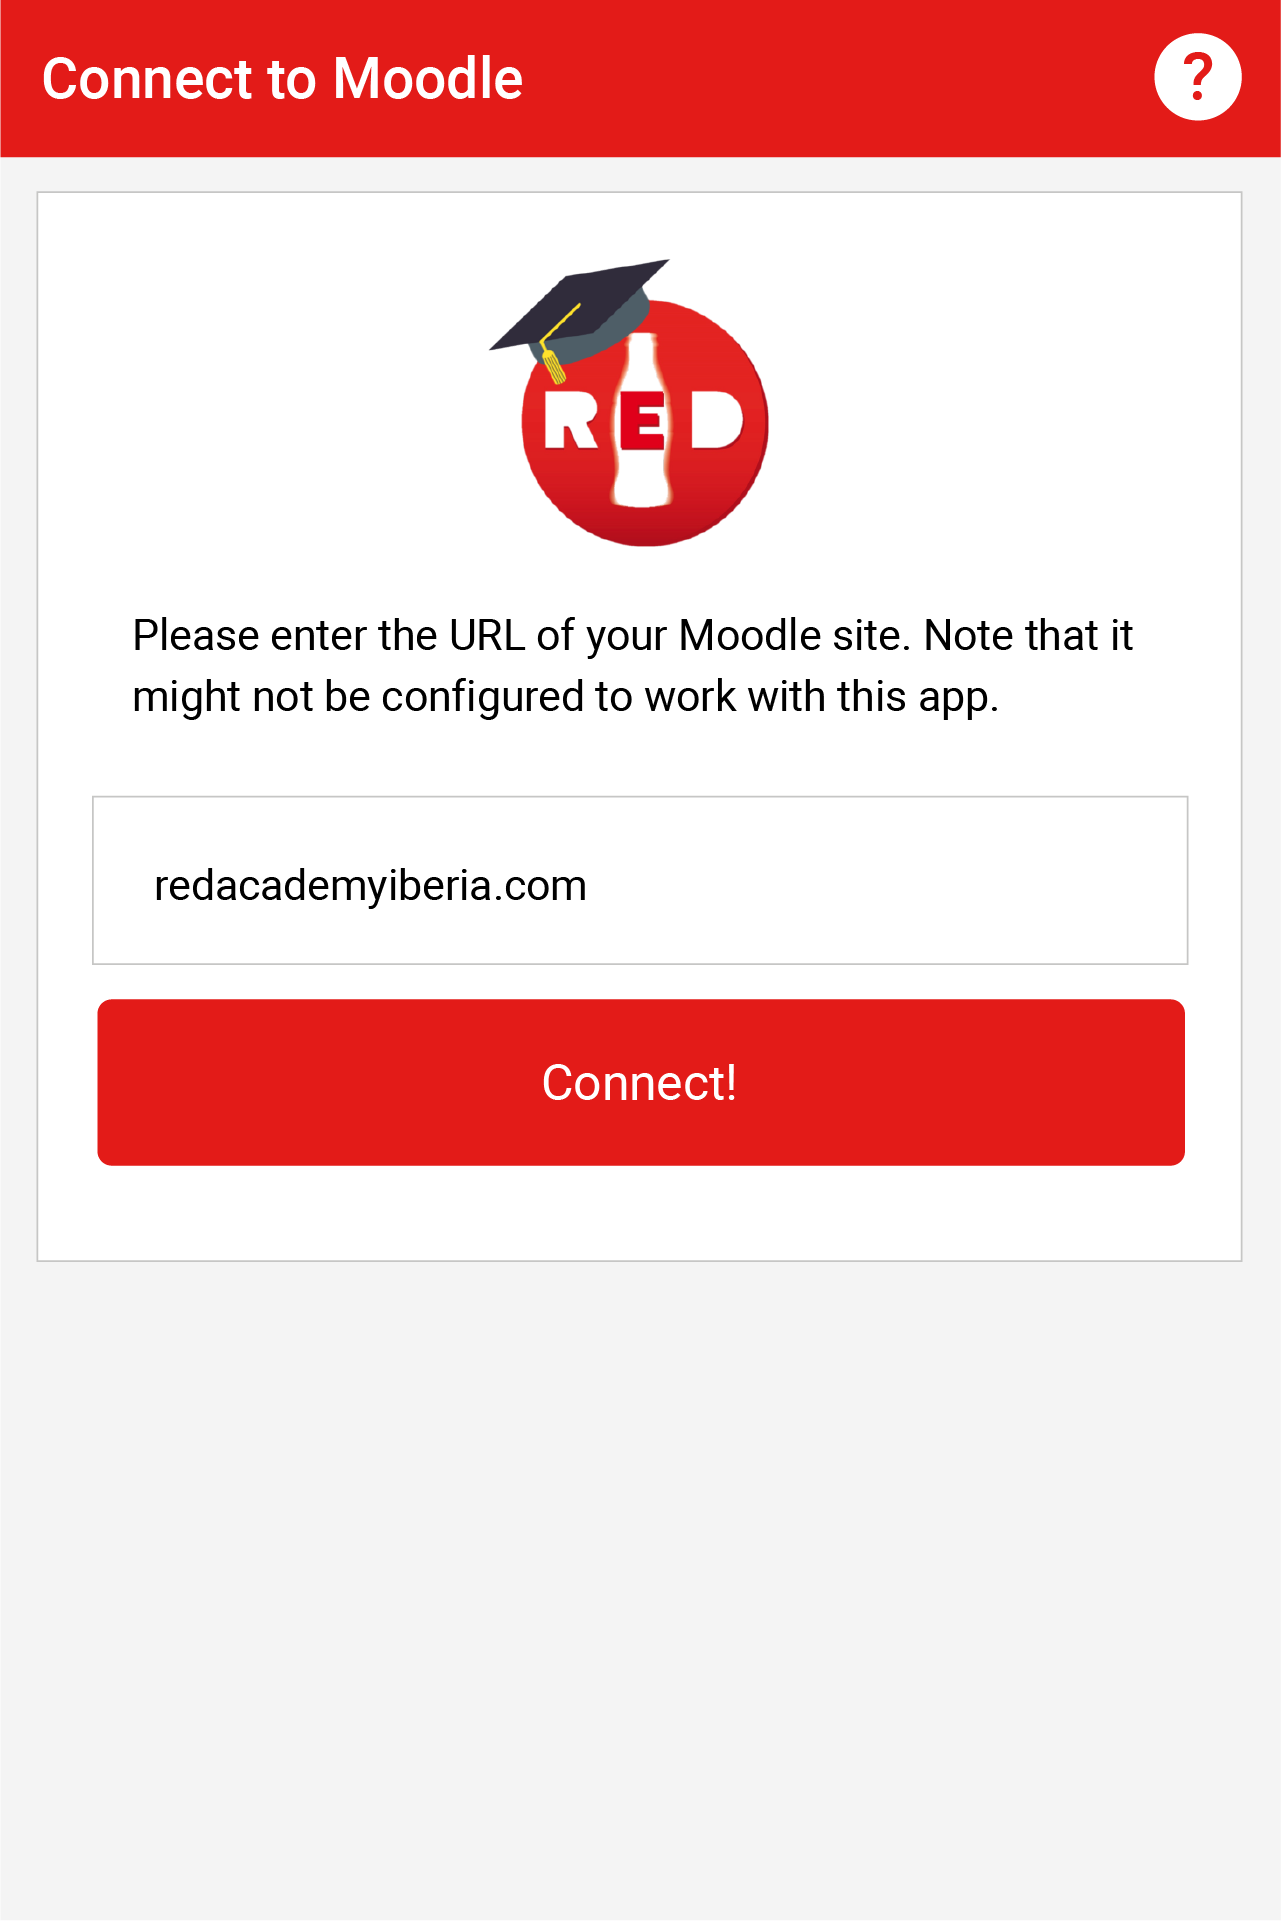 Connect to Moodle
?
RED
Please enter the URL of your Moodle site. Note that it
might not be configured to work with this app.
redacademyiberia.com
Connect!